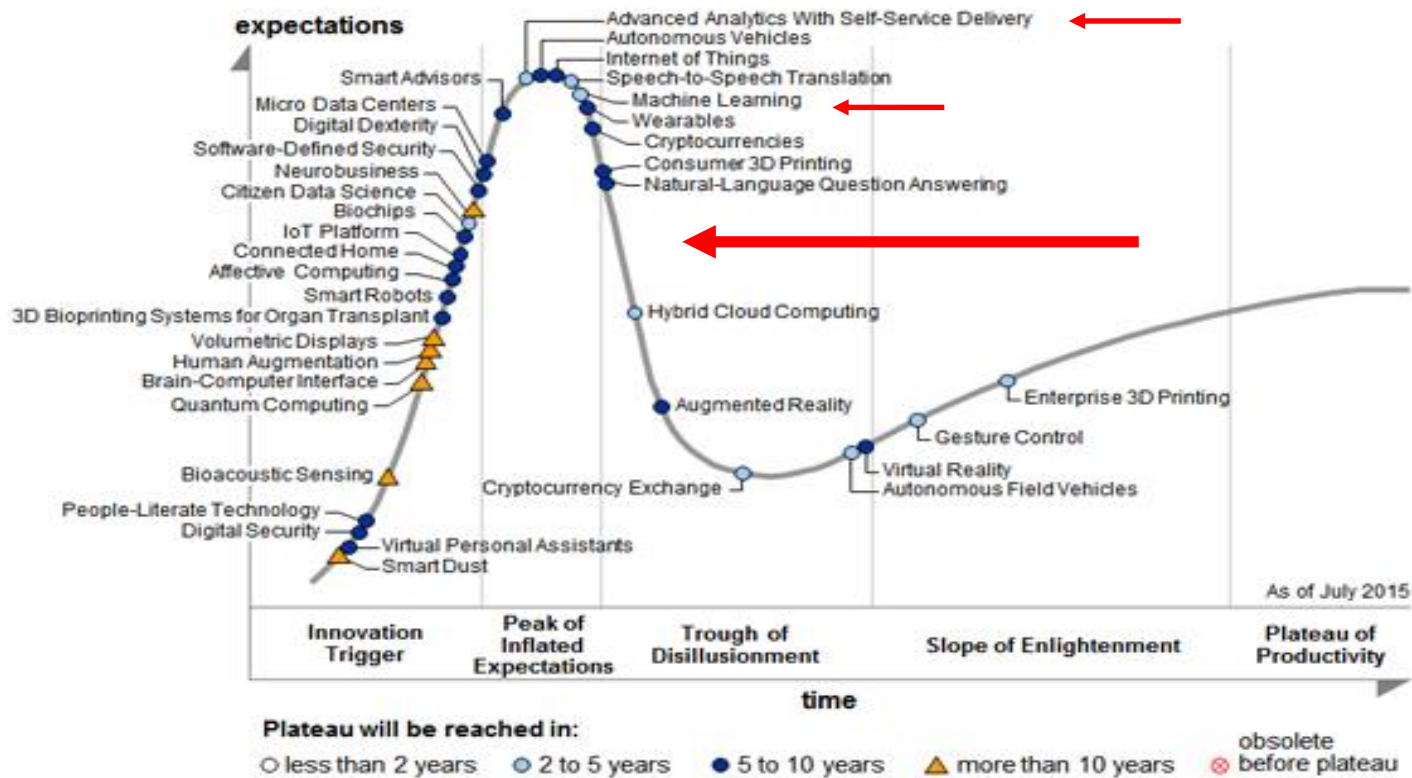 expectations
Advanced Analytics With Self-Service Delivery
Autonomous Vehicles
Internet of Things
Speech-to-Speech Translation
Machine Learning
Wearables
Cryptocurrencies
Consumer 3D Printing
Natural-Language Question Answering
Smart Advisors
Micro Data Centers
Digital Dexterity
Software-Defined Security
Neurobusiness
Citizen Data Science
Biochips
IoT Platform
Connected Home
Affective Computing
Smart Robots
3D Bioprinting Systems for Organ Transplant
Volumetric Displays
Human Augmentation
Brain-Computer Interface
Quantum Computing
Bioacoustic Sensing
People-Literate Technology
Digital Security
Virtual Personal Assistants
Smart Dust
Hybrid Cloud Computing
Augmented Reality
Cryptocurrency Exchange
Enterprise 3D Printing
Gesture Control
Virtual Reality
Autonomous Field Vehicles
As of July 2015
Innovation
Trigger
Peak of
Inflated
Expectations
Trough of
Disillusionment
Slope of Enlightenment
Plateau of
Productivity
time
Plateau will be reached in:
less than 2 years
2 to 5 years
5 to 10 years
more than 10 years
obsolete
before plateau